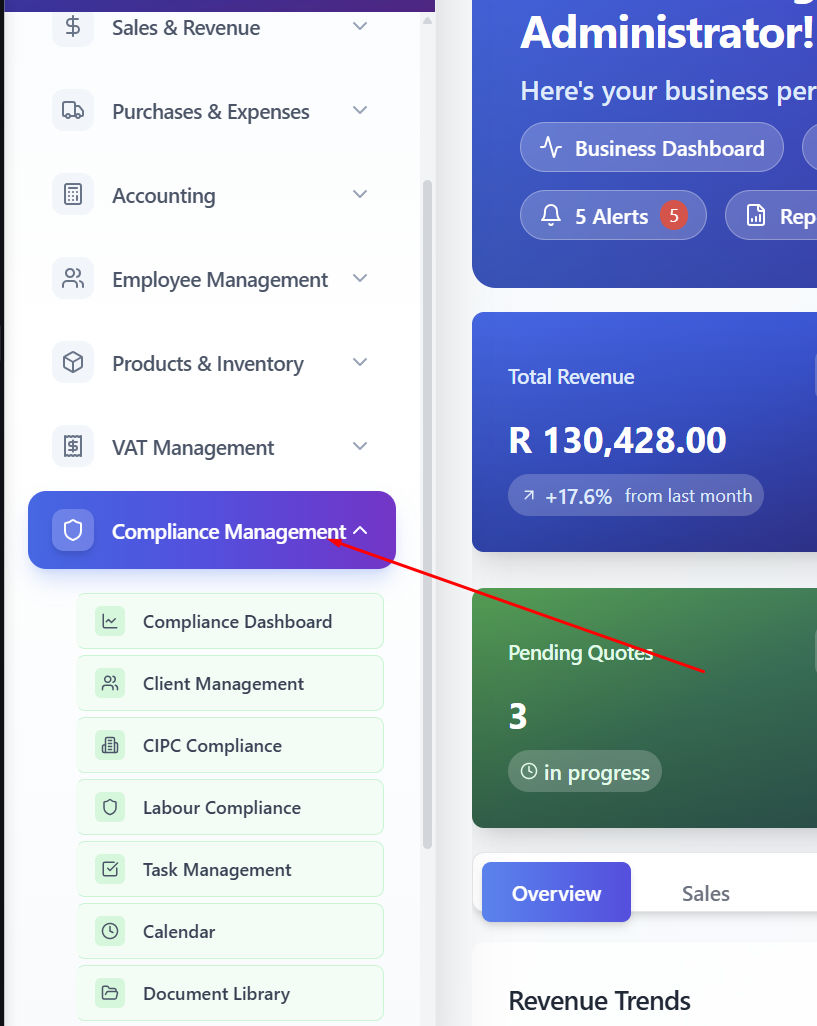 Sales & Revenue
Purchases & Expenses
Accounting
Employee Management
Products & Inventory
VAT Management
Compliance Management
Compliance Dashboard
Client Management
CIPC Compliance
Labour Compliance
Task Management
Calendar
Document Library
Administrator!
Here's your business per
Business Dashboard
5 Alerts 5
Rep
Total Revenue
R 130,428.00
+17.6% from last month
Pending Quotes
3
in progress
Overview
Sales
Revenue Trends